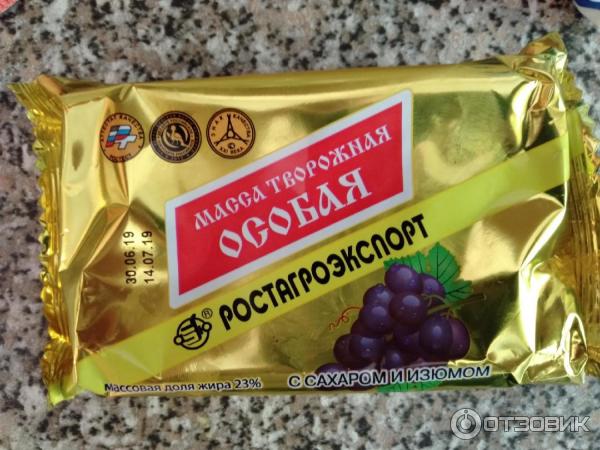 МАССА ТВОРОЖНАЯ
ОСОБАЯ
30.06.19
14.07.19
РОСТАГРОЭКСПОРТ
®
Массовая доля жира 23%
С САХАРОМ И ИЗЮМОМ
ОТЗОВИК